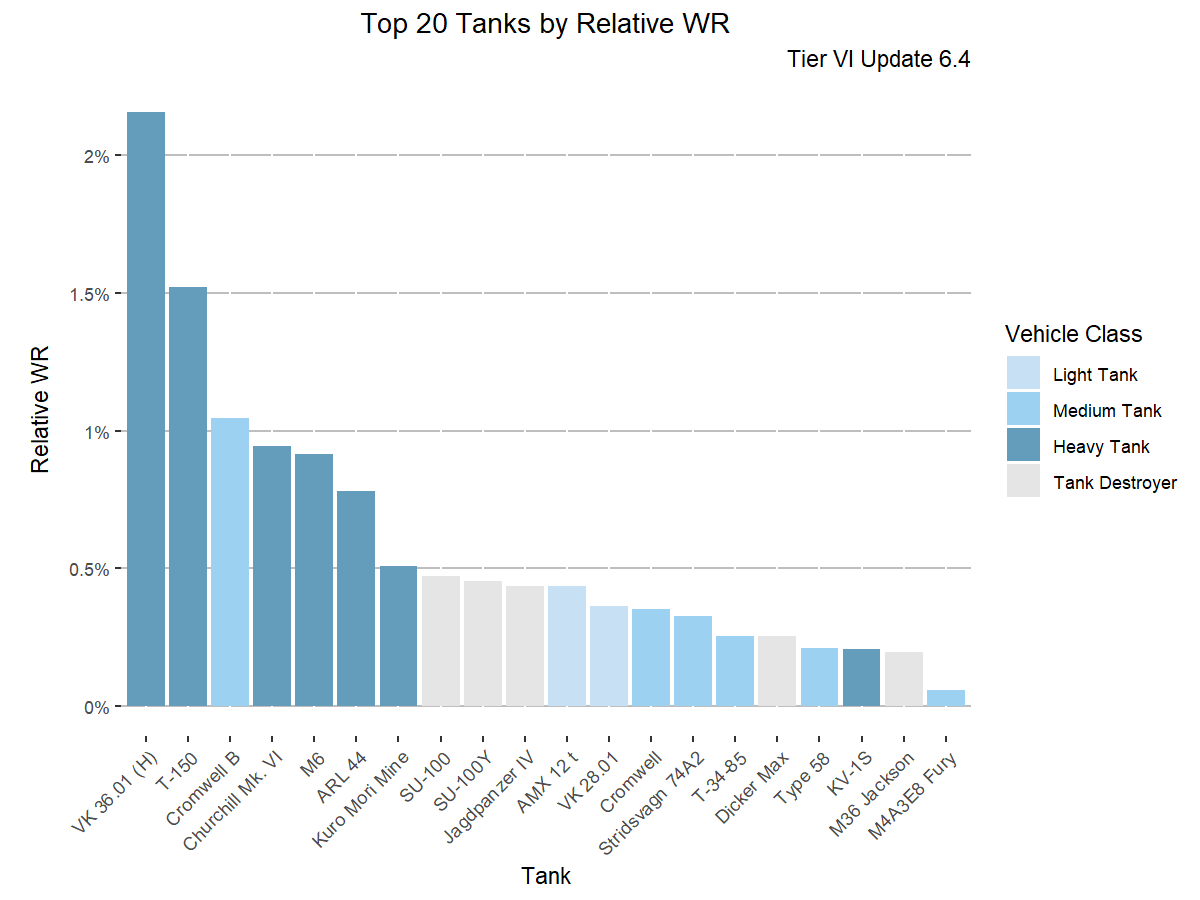 Top 20 Tanks by Relative WR
Tier VI Update 6.4
2%
1.5%
1%
0.5%
0%
Relative WR
VK 36.01 (H)
T-150
Cromwell B
Churchill Mk. VI
M6
ARL 44
Kuro Mori Mine
SU-100
SU-100Y
Jagdpanzer IV
AMX 12 t
VK 28.01
Cromwell
Stridsvagn 74A2
T-34-85
Dicker Max
Type 58
KV-1S
M36 Jackson
M4A3E8 Fury
Tank
Vehicle Class
Light Tank
Medium Tank
Heavy Tank
Tank Destroyer